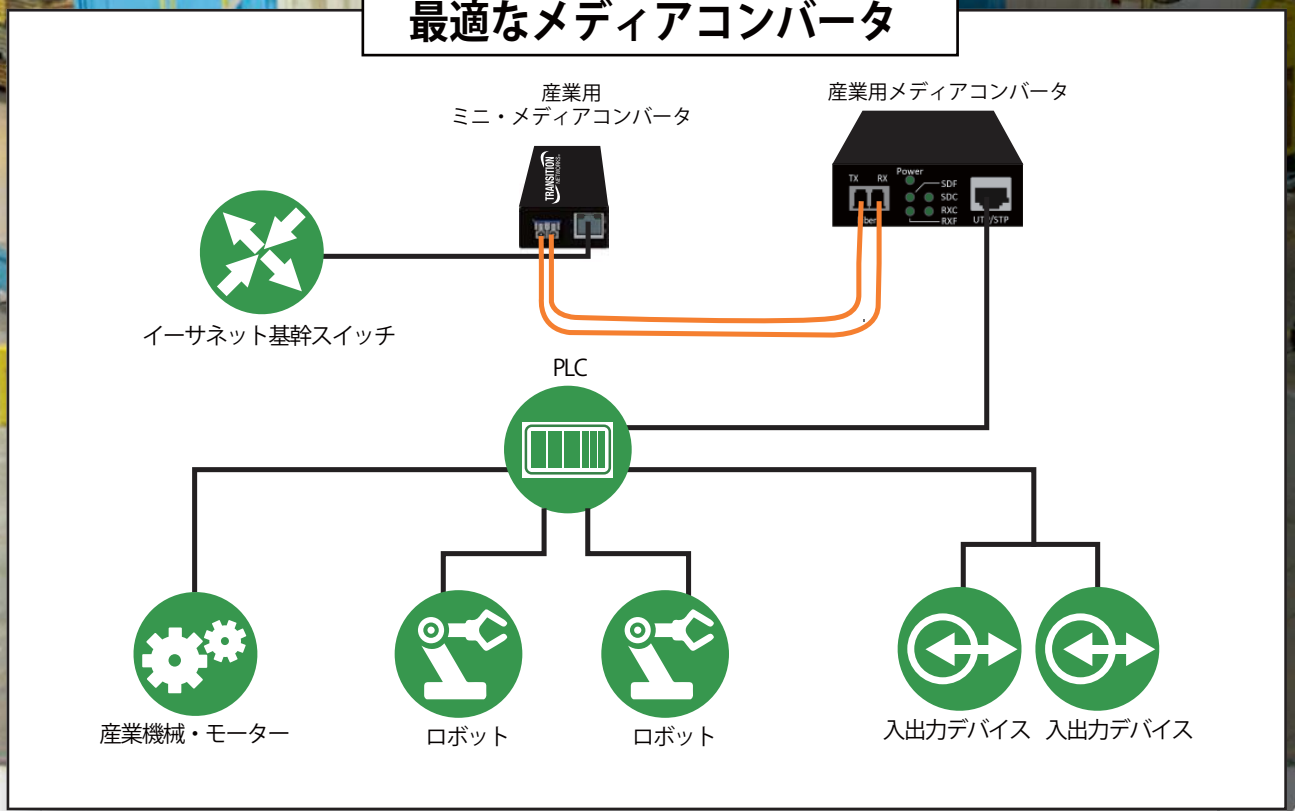 最適なメディアコンバータ
産業用
ミニ・メディアコンバータ
産業用メディアコンバータ
TRANSITION
NETWORKS
TX RX
Power
SDF
SDC
RXC
RXF
UTP/STP
イーサネット基幹スイッチ
PLC
産業機械・モーター
ロボット
ロボット
入出力デバイス
入出力デバイス